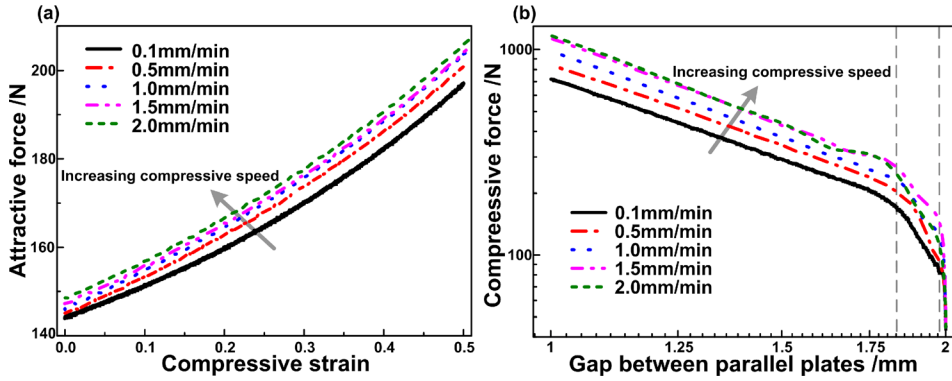 (a)
Attractive force /N
200
180
160
140
0.1mm/min
0.5mm/min
1.0mm/min
1.5mm/min
2.0mm/min
Increasing compressive speed
0.0 0.1 0.2 0.3 0.4 0.5
Compressive strain
(b)
Compressive force /N
1000
100
Increasing compressive speed
0.1mm/min
0.5mm/min
1.0mm/min
1.5mm/min
2.0mm/min
1 1.25 1.5 1.75 2
Gap between parallel plates /mm